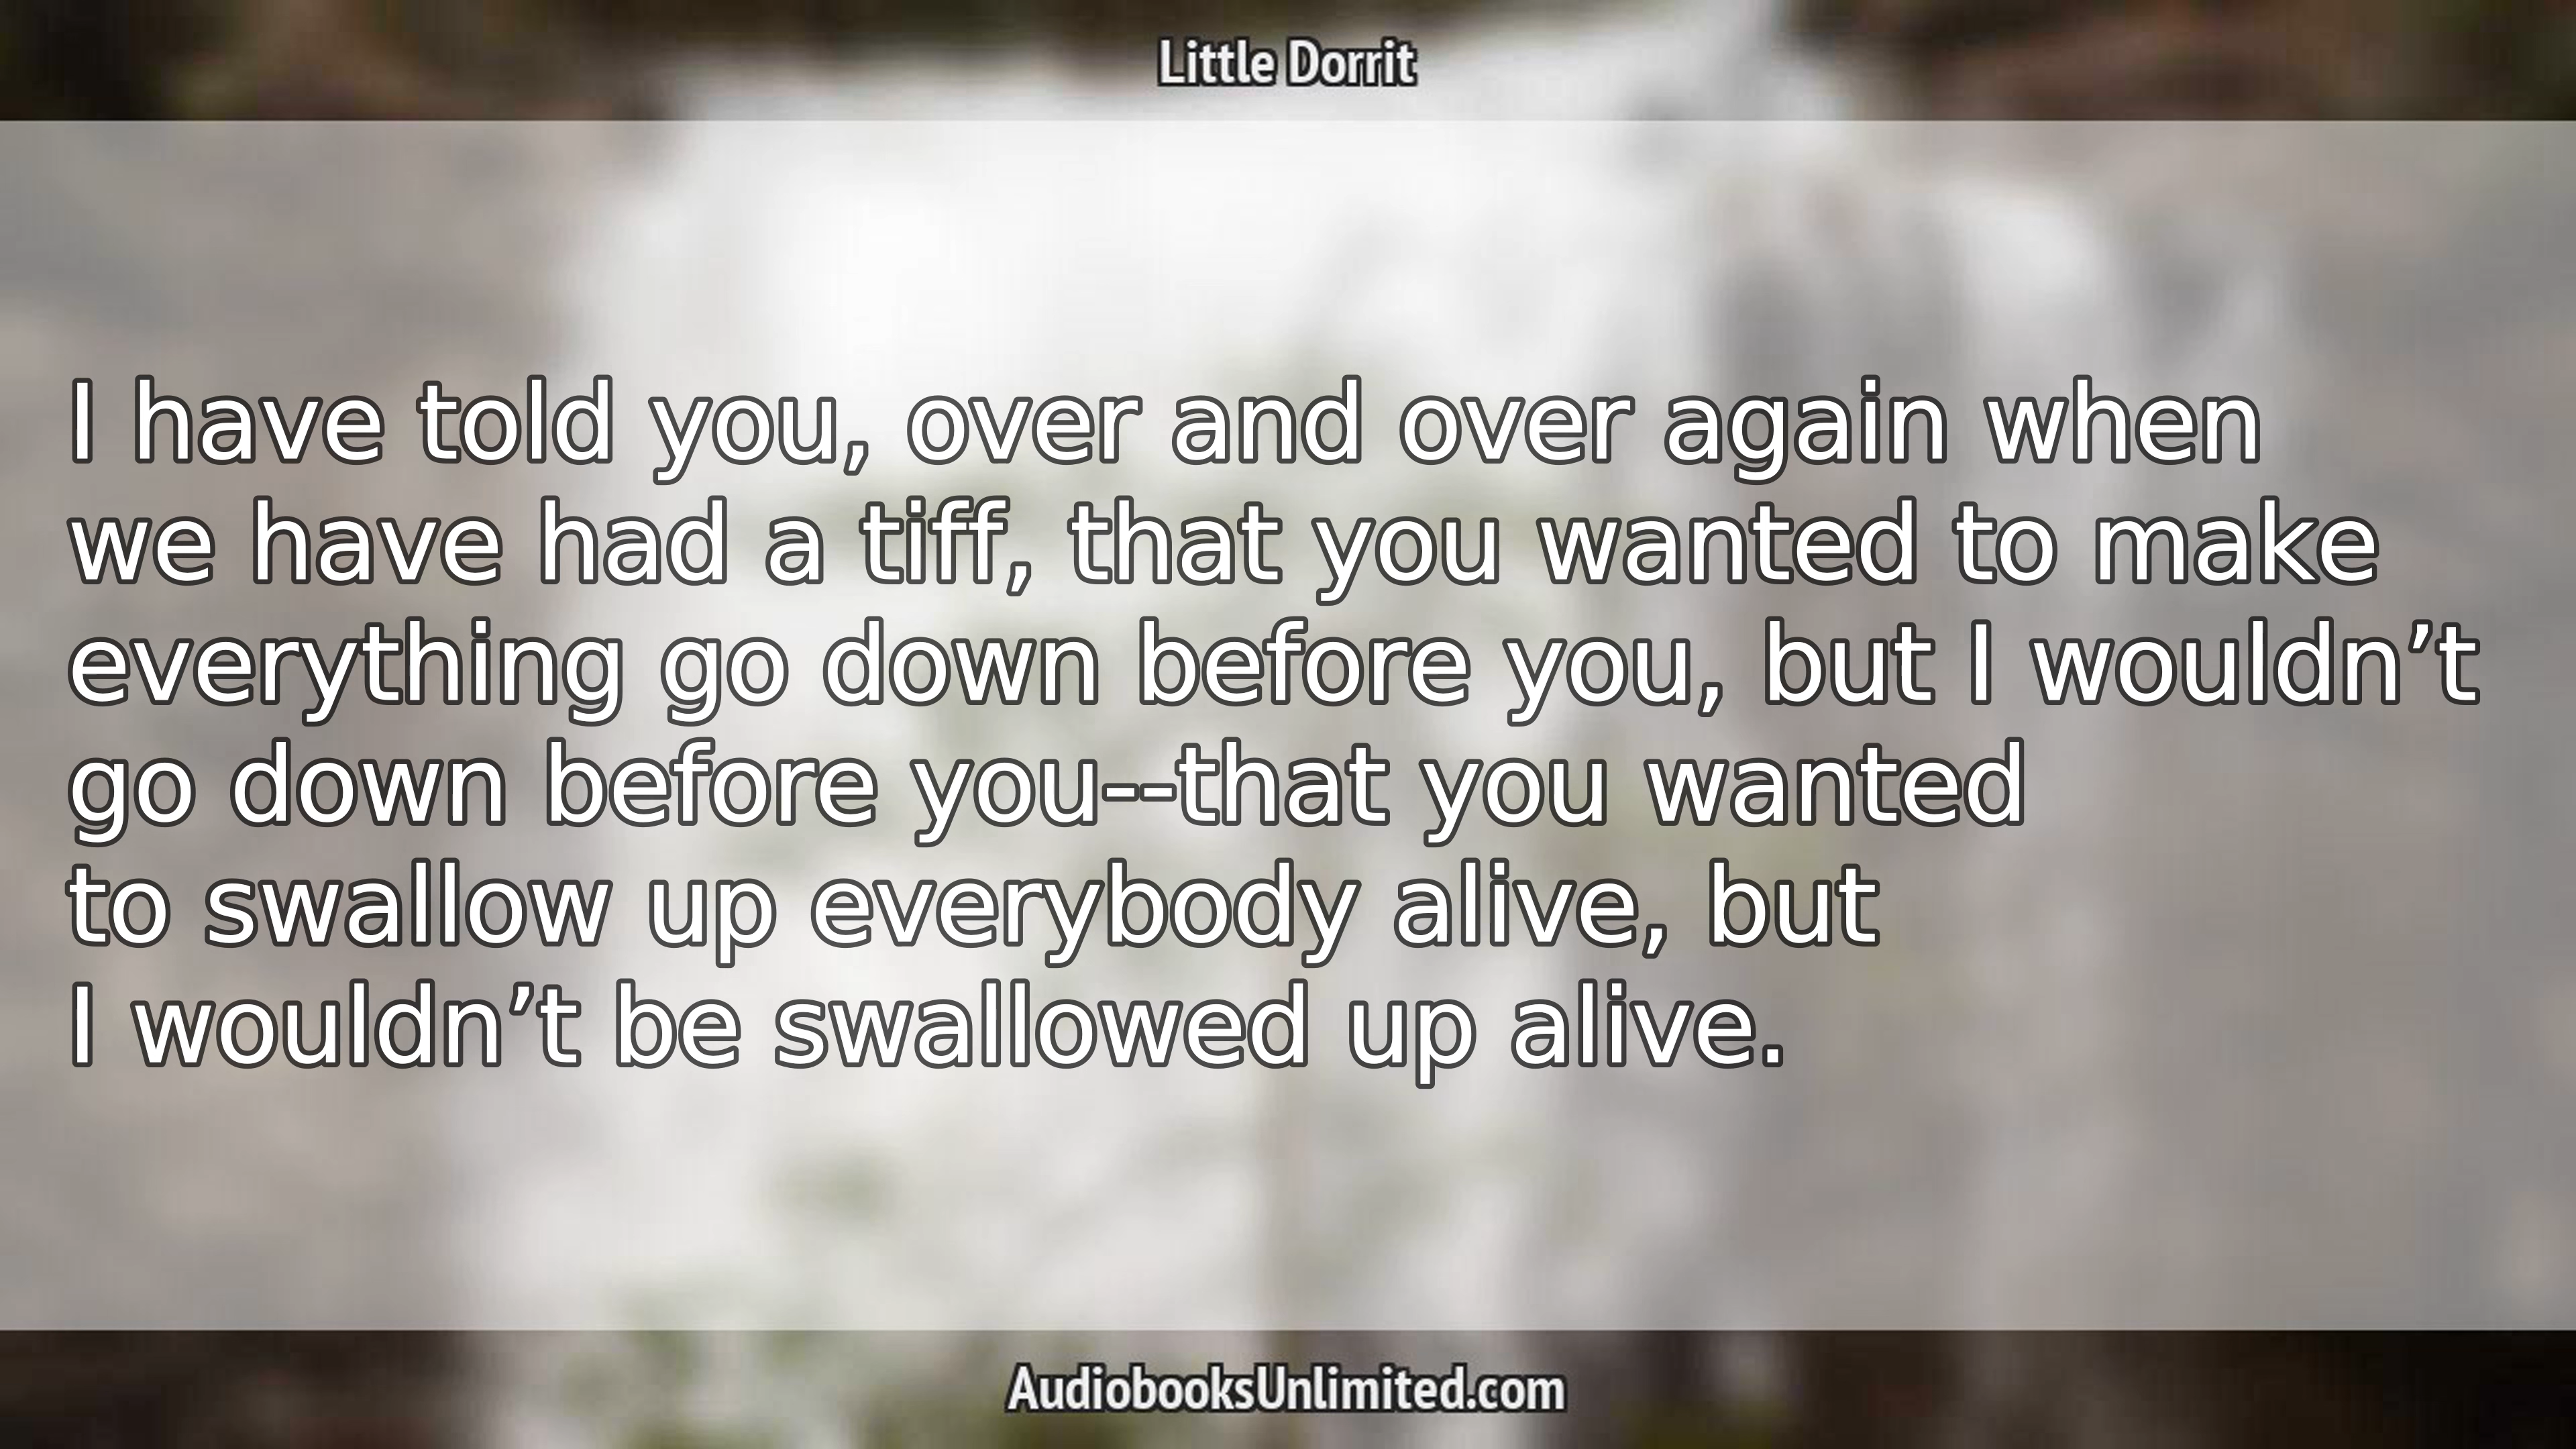 Little Dorrit
I have told you, over and over again when
we have had a tiff, that you wanted to make
everything go down before you, but I wouldn’t
go down before you--that you wanted
to swallow up everybody alive, but
I wouldn’t be swallowed up alive.
AudiobooksUnlimited.com